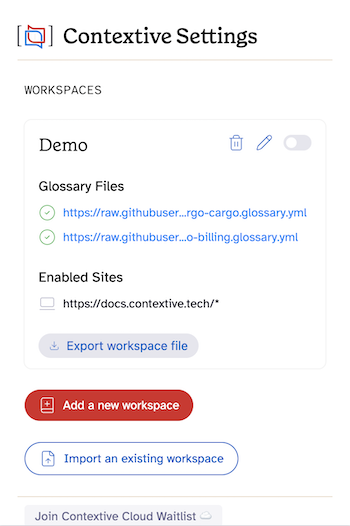 Contextive Settings
WORKSPACES
Demo
Glossary Files
https://raw.githubuser...rgo-cargo.glossary.yml
https://raw.githubuser...o-billing.glossary.yml
Enabled Sites
https://docs.contextive.tech/*
Export workspace file
Add a new workspace
Import an existing workspace
Join Contextive Cloud Waitlist